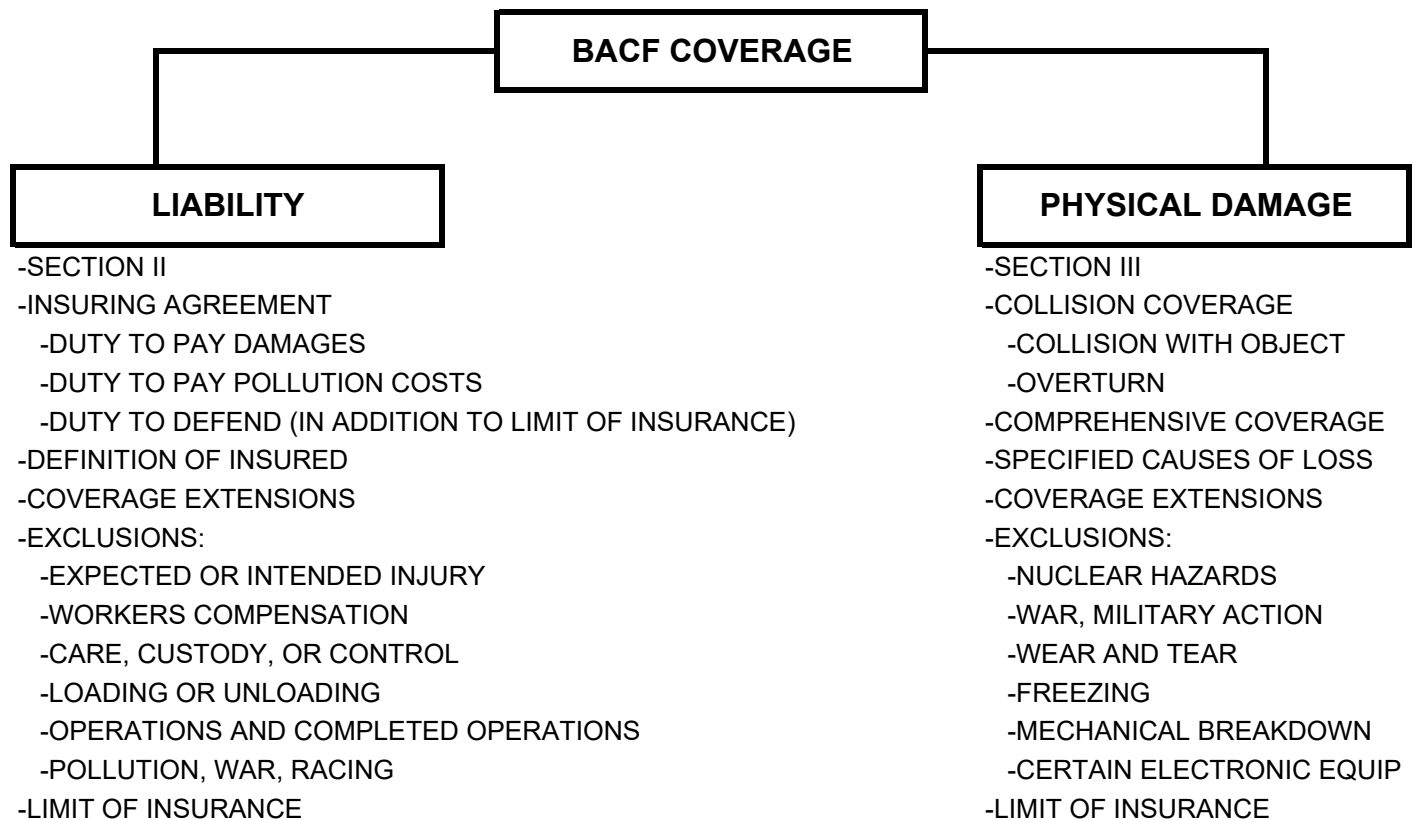 BACF COVERAGE
LIABILITY
-SECTION II
-INSURING AGREEMENT
-DUTY TO PAY DAMAGES
-DUTY TO PAY POLLUTION COSTS
-DUTY TO DEFEND (IN ADDITION TO LIMIT OF INSURANCE)
-DEFINITION OF INSURED
-COVERAGE EXTENSIONS
-EXCLUSIONS:
-EXPECTED OR INTENDED INJURY
-WORKERS COMPENSATION
-CARE, CUSTODY, OR CONTROL
-LOADING OR UNLOADING
-OPERATIONS AND COMPLETED OPERATIONS
-POLLUTION, WAR, RACING
-LIMIT OF INSURANCE
PHYSICAL DAMAGE
-SECTION III
-COLLISION COVERAGE
-COLLISION WITH OBJECT
-OVERTURN
-COMPREHENSIVE COVERAGE
-SPECIFIED CAUSES OF LOSS
-COVERAGE EXTENSIONS
-EXCLUSIONS:
-NUCLEAR HAZARDS
-WAR, MILITARY ACTION
-WEAR AND TEAR
-FREEZING
-MECHANICAL BREAKDOWN
-CERTAIN ELECTRONIC EQUIP
-LIMIT OF INSURANCE